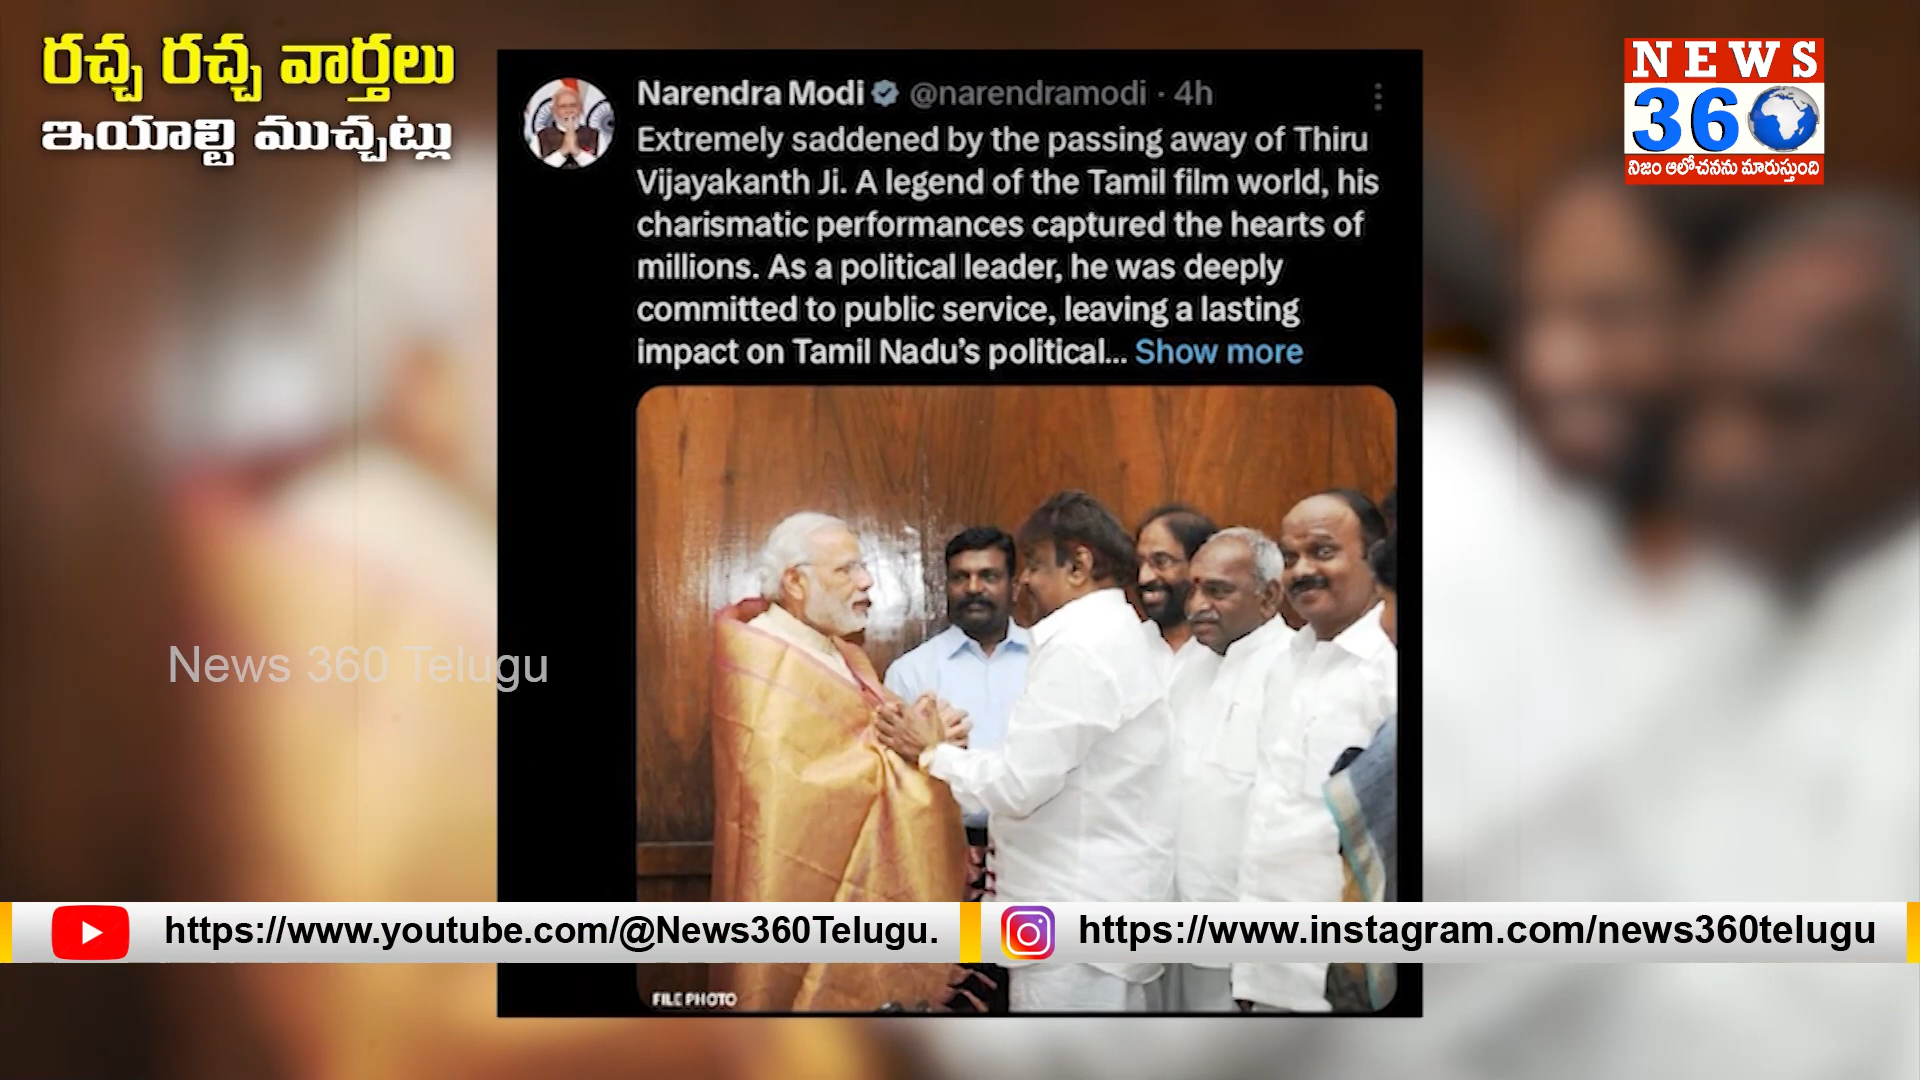 రచ్చ రచ్చ వార్తలు
ఇయాల్టి ముచ్చట్లు
NEWS
360
నిజం ఆలోచనను మారుస్తుంది
Narendra Modi @narendramodi · 4h
Extremely saddened by the passing away of Thiru
Vijayakanth Ji. A legend of the Tamil film world, his
charismatic performances captured the hearts of
millions. As a political leader, he was deeply
committed to public service, leaving a lasting
impact on Tamil Nadu’s political... Show more
News 360 Telugu
https://www.youtube.com/@News360Telugu.
https://www.instagram.com/news360telugu
FILE PHOTO